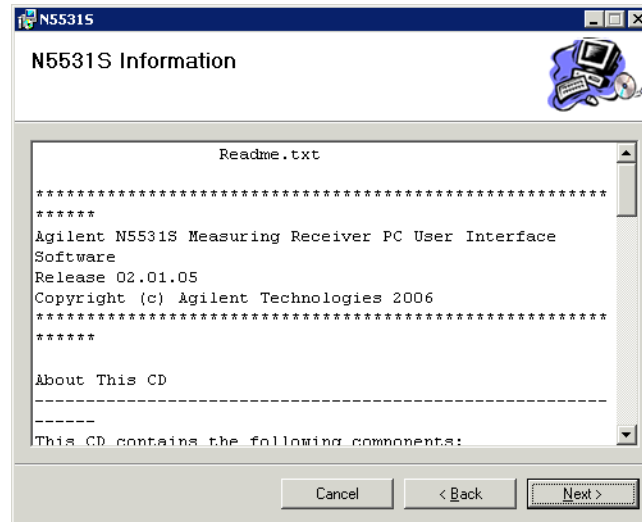 N5531S
N5531S Information
Readme.txt
*********************************************************
******
Agilent N5531S Measuring Receiver PC User Interface
Software
Release 02.01.05
Copyright (c) Agilent Technologies 2006
*********************************************************
******
About This CD
---------------------------------------------------------
------
This CD contains the following components:
Cancel
< Back
Next >